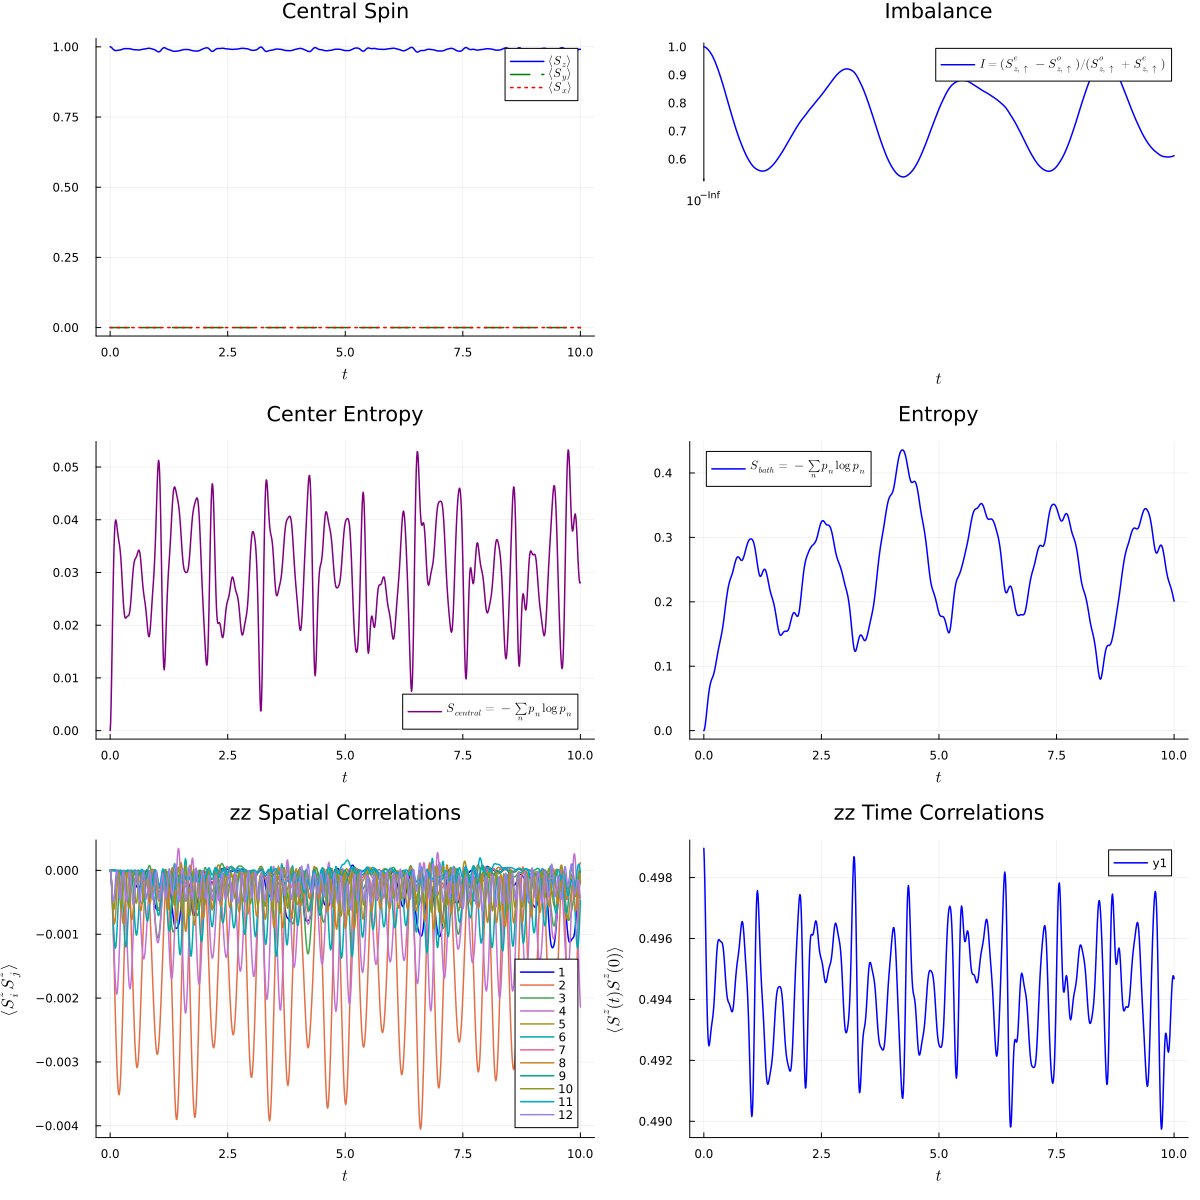 Central Spin
1.00
0.75
0.50
0.25
0.00
⟨S_z⟩
⟨S_y⟩
⟨S_x⟩
0.0 2.5 5.0 7.5 10.0
t
Imbalance
1.0
0.9
0.8
0.7
0.6
10^−Inf
I = (S^e_{z,↑} − S^o_{z,↑})/(S^o_{z,↑} + S^e_{z,↑})
t
Center Entropy
0.05
0.04
0.03
0.02
0.01
0.00
S_central = − ∑_n p_n log p_n
0.0 2.5 5.0 7.5 10.0
t
Entropy
0.4
0.3
0.2
0.1
0.0
S_bath = − ∑_n p_n log p_n
0.0 2.5 5.0 7.5 10.0
t
zz Spatial Correlations
⟨S^z_i S^z_j⟩
0.000
−0.001
−0.002
−0.003
−0.004
1
2
3
4
5
6
7
8
9
10
11
12
0.0 2.5 5.0 7.5 10.0
t
zz Time Correlations
⟨S^z(t)S^z(0)⟩
0.498
0.496
0.494
0.492
0.490
y1
0.0 2.5 5.0 7.5 10.0
t